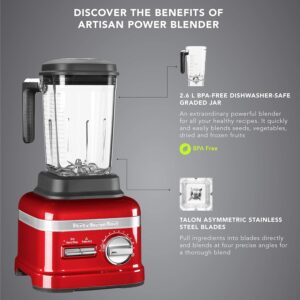 DISCOVER THE BENEFITS OF
ARTISAN POWER BLENDER
2.6 L BPA-FREE DISHWASHER-SAFE
GRADED JAR
An extraordinary powerful blender
for all your healthy recipes. It quickly
and easily blends seeds, vegetables,
dried and frozen fruits
BPA Free
TALON ASYMMETRIC STAINLESS
STEEL BLADES
Pull ingredients into blades directly
and blends at four precise angles for
a thorough blend